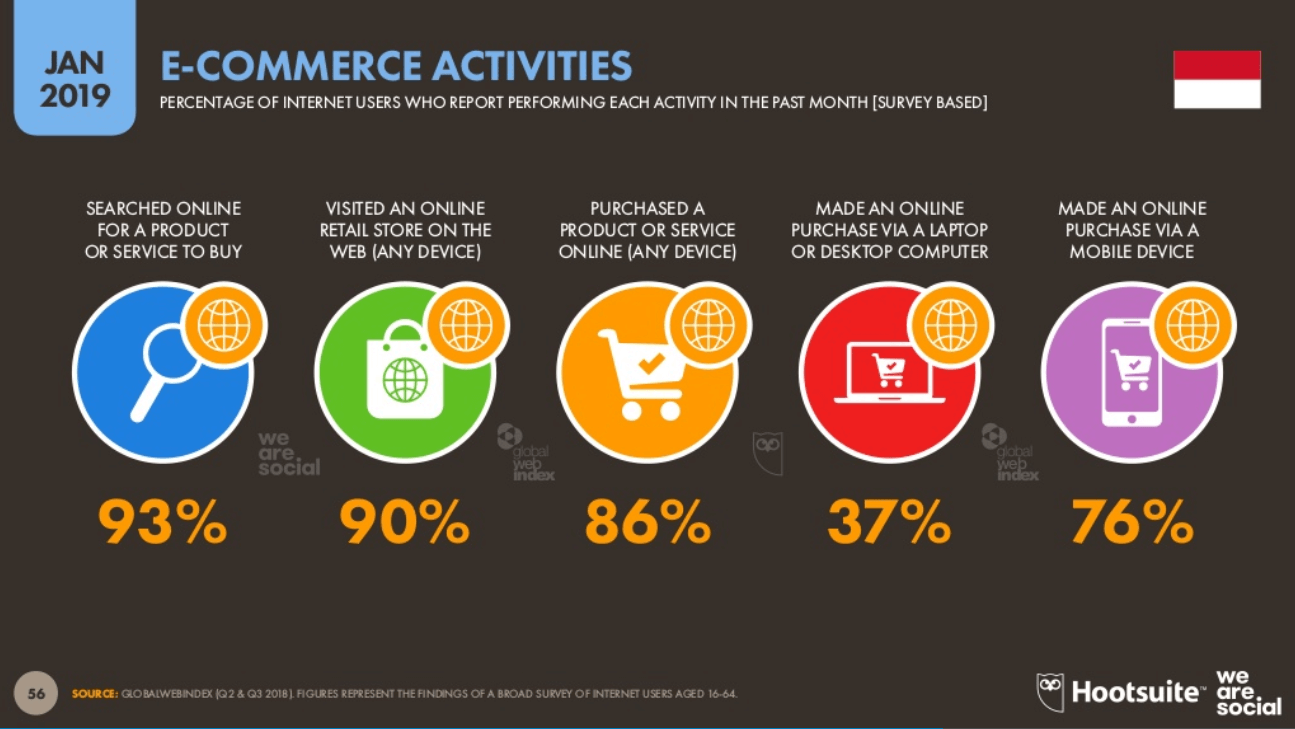 JAN
2019
E-COMMERCE ACTIVITIES
PERCENTAGE OF INTERNET USERS WHO REPORT PERFORMING EACH ACTIVITY IN THE PAST MONTH [SURVEY BASED]
SEARCHED ONLINE
FOR A PRODUCT
OR SERVICE TO BUY
VISITED AN ONLINE
RETAIL STORE ON THE
WEB (ANY DEVICE)
PURCHASED A
PRODUCT OR SERVICE
ONLINE (ANY DEVICE)
MADE AN ONLINE
PURCHASE VIA A LAPTOP
OR DESKTOP COMPUTER
MADE AN ONLINE
PURCHASE VIA A
MOBILE DEVICE
we
are
social
global
web
index
global
web
index
93%
90%
86%
37%
76%
56
SOURCE: GLOBALWEBINDEX (Q2 & Q3 2018). FIGURES REPRESENT THE FINDINGS OF A BROAD SURVEY OF INTERNET USERS AGED 16-64.
Hootsuite™
we
are
social